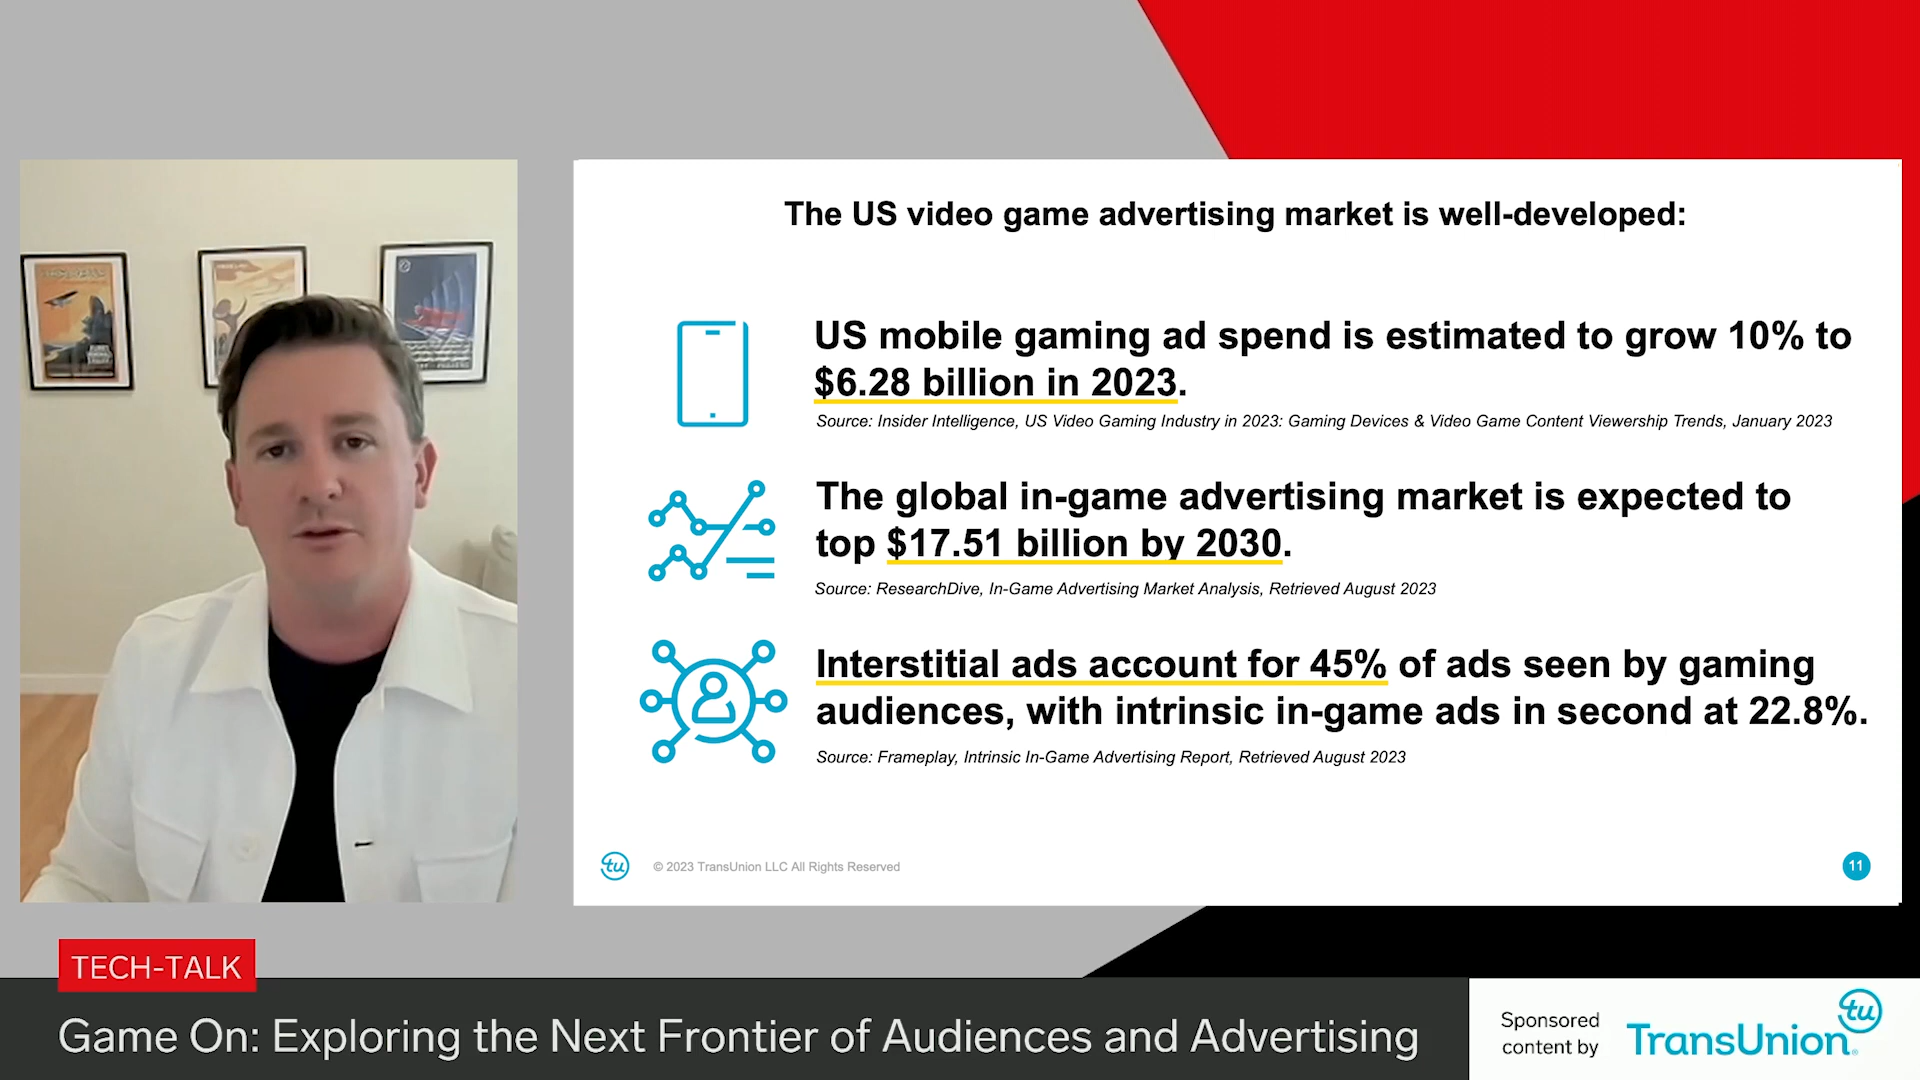 The US video game advertising market is well-developed:
US mobile gaming ad spend is estimated to grow 10% to
$6.28 billion in 2023.
Source: Insider Intelligence, US Video Gaming Industry in 2023: Gaming Devices & Video Game Content Viewership Trends, January 2023
The global in-game advertising market is expected to
top $17.51 billion by 2030.
Source: ResearchDive, In-Game Advertising Market Analysis, Retrieved August 2023
Interstitial ads account for 45% of ads seen by gaming
audiences, with intrinsic in-game ads in second at 22.8%.
Source: Frameplay, Intrinsic In-Game Advertising Report, Retrieved August 2023
tu
© 2023 TransUnion LLC All Rights Reserved
11
TECH-TALK
Game On: Exploring the Next Frontier of Audiences and Advertising
Sponsored
content by
TransUnion®
tu